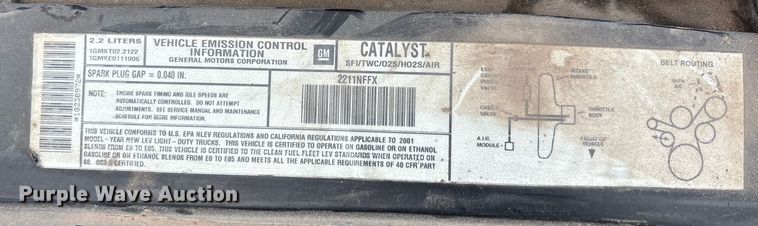 2.2 LITERS
1GMXT02.2122
1GMXE0111906
VEHICLE EMISSION CONTROL
INFORMATION
GENERAL MOTORS CORPORATION
GM
CATALYST
SFI/TWC/O2S/HO2S/AIR
2211NFFX
SPARK PLUG GAP = 0.040 IN.
NOTE: ENGINE SPARK TIMING AND IDLE SPEEDS ARE
AUTOMATICALLY CONTROLLED. DO NOT ATTEMPT
ADJUSTMENTS. SEE SERVICE MANUAL AND MAINTENANCE
SCHEDULE FOR MORE INFORMATION.
THIS VEHICLE CONFORMS TO U.S. EPA NLEV REGULATIONS AND CALIFORNIA REGULATIONS APPLICABLE TO 2001
MODEL-YEAR NEW LEV LIGHT-DUTY TRUCKS. THIS VEHICLE IS CERTIFIED TO OPERATE ON GASOLINE OR ON ETHANOL
BLENDS FROM E0 TO E85. THIS VEHICLE IS CERTIFIED TO THE CLEAN FUEL FLEET LEV STANDARDS WHEN OPERATED ON
GASOLINE OR ON ETHANOL FROM E0 TO E85 AND MEETS ALL THE APPLICABLE REQUIREMENTS OF 40 CFR PART
88. CERTIFIED.
INTAKE
MANIFOLD
CHECK
VALVE
THROTTLE
BODY
A.I.R.
MODULE
FRONT OF
VEHICLE
BELT ROUTING
WITH
A/C
Purple Wave Auction